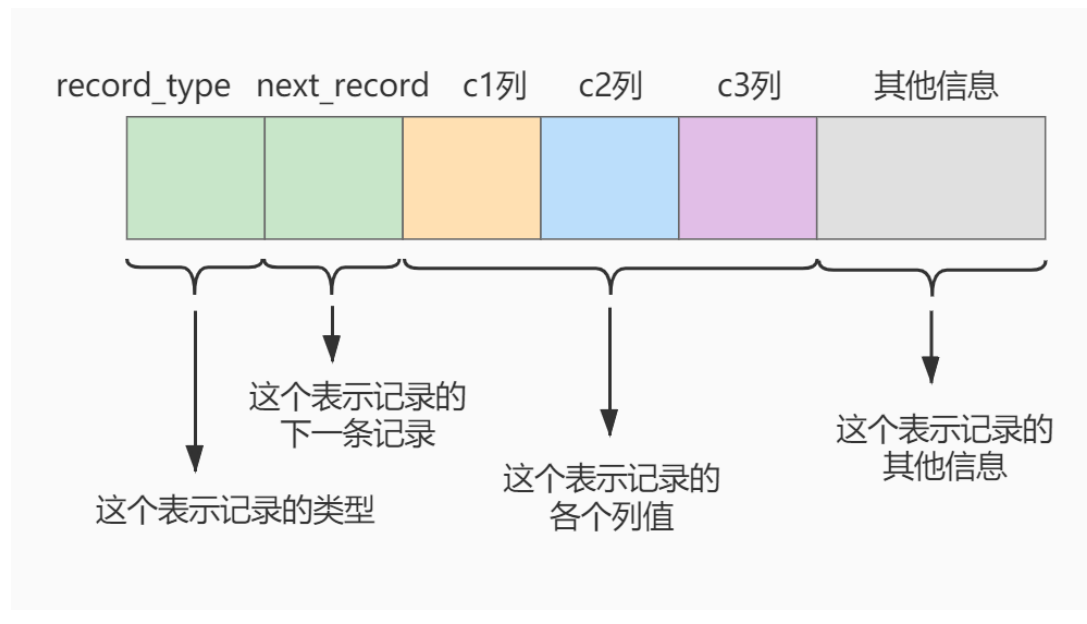 record_type next_record c1列 c2列 c3列 其他信息
这个表示记录的
下一条记录
这个表示记录的
其他信息
这个表示记录的
各个列值
这个表示记录的类型